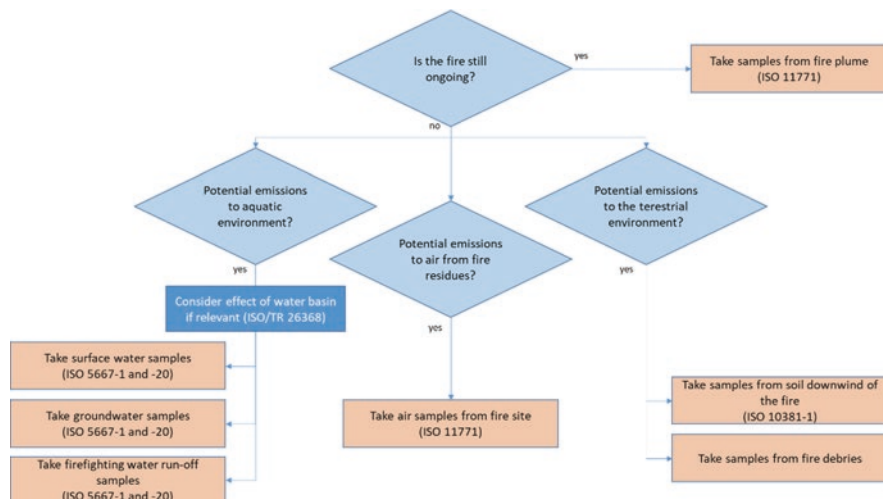 Is the fire still
ongoing?
yes
Take samples from fire plume
(ISO 11771)
no
Potential emissions
to aquatic
environment?
Potential emissions
to air from fire
residues?
Potential emissions
to the terestrial
environment?
yes
yes
yes
Consider effect of water basin
if relevant (ISO/TR 26368)
Take surface water samples
(ISO 5667-1 and -20)
Take groundwater samples
(ISO 5667-1 and -20)
Take firefighting water run-off
samples
(ISO 5667-1 and -20)
Take air samples from fire site
(ISO 11771)
Take samples from soil downwind of
the fire
(ISO 10381-1)
Take samples from fire debries